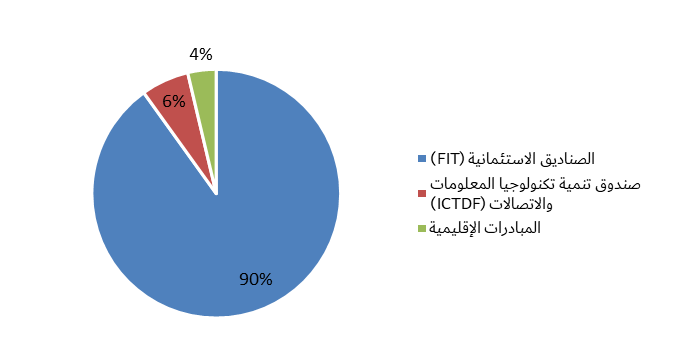 4%
6%
90%
الصناديق الاستئمانية (FIT)
صندوق تنمية تكنولوجيا المعلومات
والاتصالات (ICTDF)
المبادرات الإقليمية